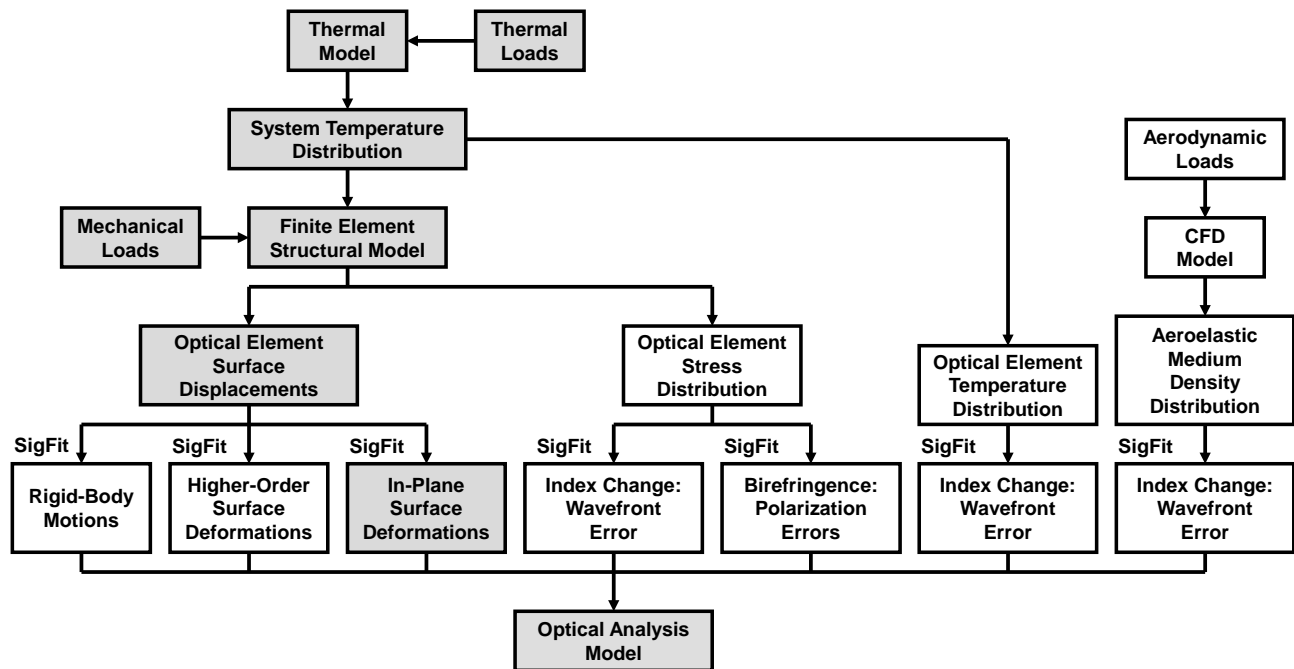 Thermal
Model
Thermal
Loads
System Temperature
Distribution
Aerodynamic
Loads
Mechanical
Loads
Finite Element
Structural Model
CFD
Model
Optical Element
Surface
Displacements
Optical Element
Stress
Distribution
Optical Element
Temperature
Distribution
Aeroelastic
Medium
Density
Distribution
SigFit
SigFit
SigFit
SigFit
SigFit
SigFit
SigFit
Rigid-Body
Motions
Higher-Order
Surface
Deformations
In-Plane
Surface
Deformations
Index Change:
Wavefront
Error
Birefringence:
Polarization
Errors
Index Change:
Wavefront
Error
Index Change:
Wavefront
Error
Optical Analysis
Model